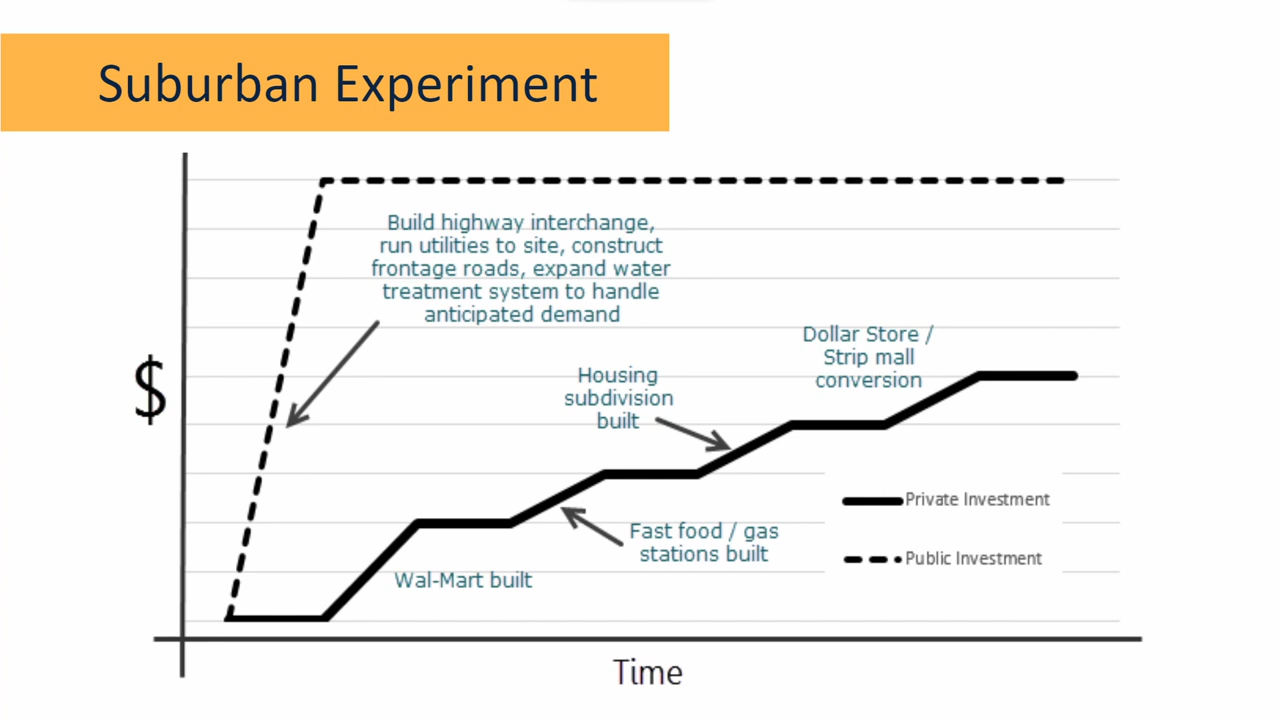 Suburban Experiment
Build highway interchange,
run utilities to site, construct
frontage roads, expand water
treatment system to handle
anticipated demand
Dollar Store /
Strip mall
conversion
$
Housing
subdivision
built
Private Investment
Fast food / gas
stations built
Public Investment
Wal-Mart built
Time